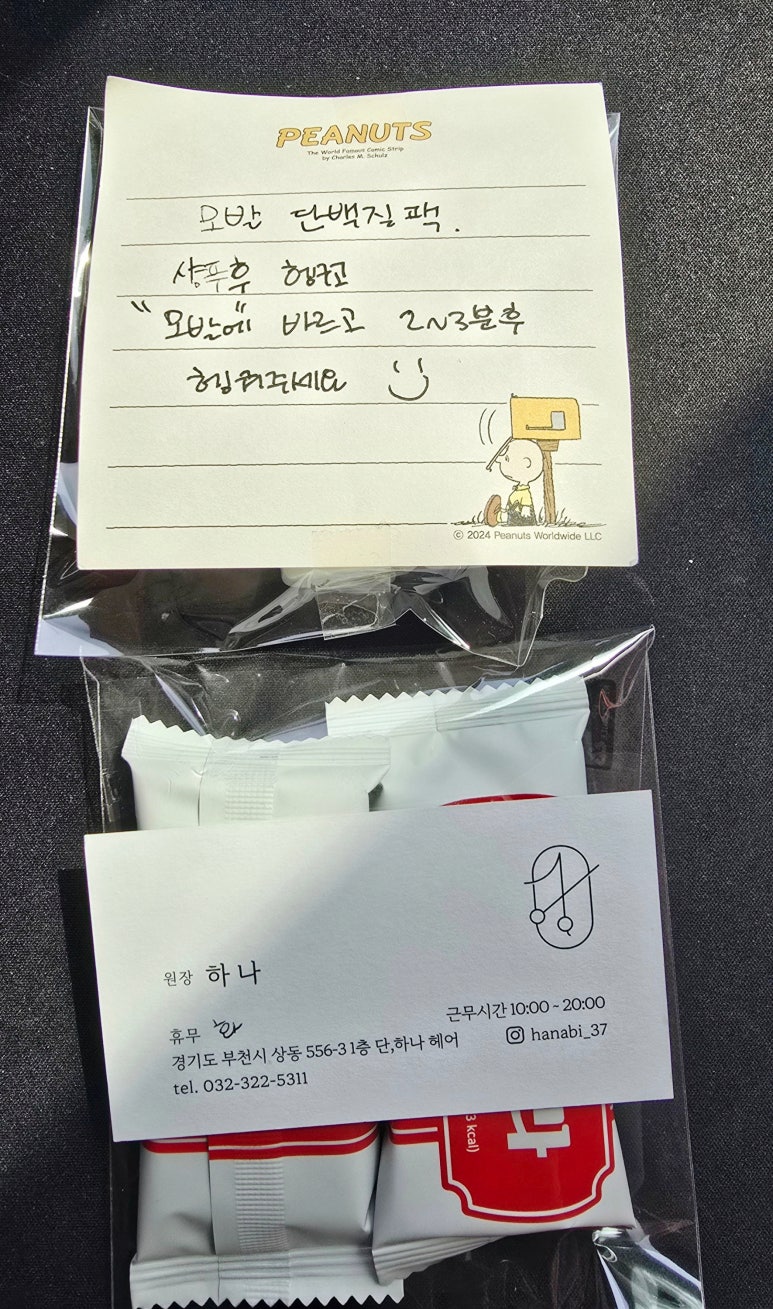 PEANUTS
The World Famous Comic Strip
by Charles M. Schulz
모발 단백질 팩.
샴푸후 헹구고
"모발에" 바르고 2~3분후
헹궈주세요
© 2024 Peanuts Worldwide LLC
원장 하나
휴무 화
근무시간 10:00 ~ 20:00
경기도 부천시 상동 556-3 1층 단,하나 헤어
hanabi_37
tel. 032-322-5311
3 kcal)